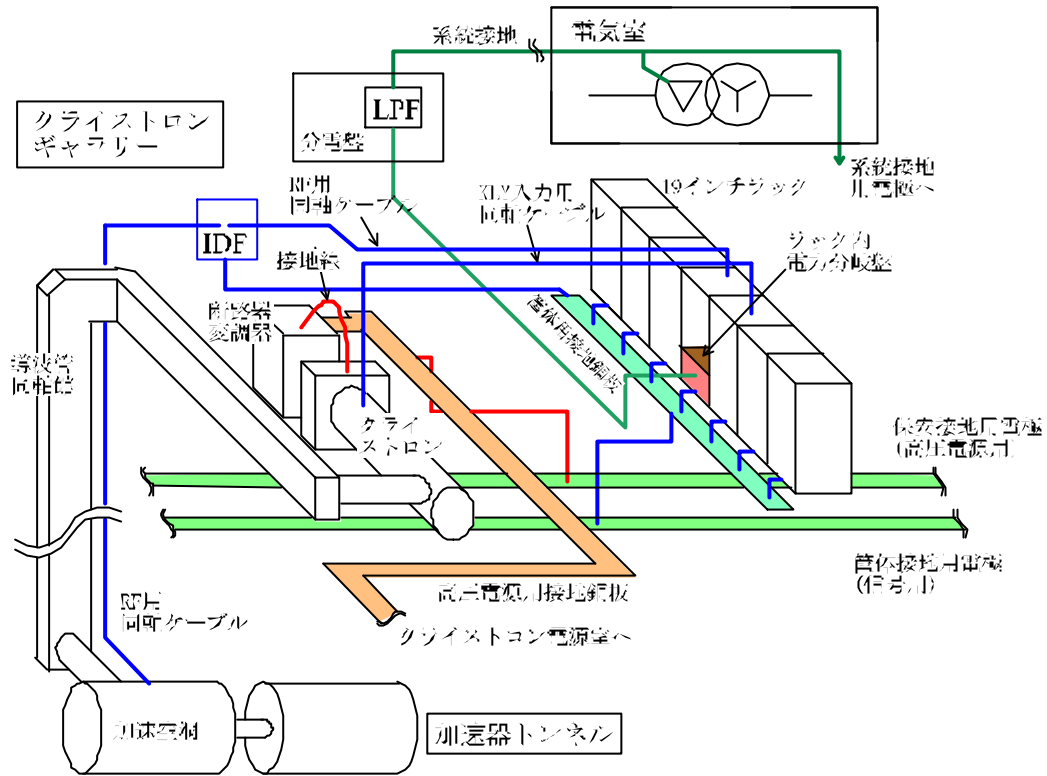 系統接地
電気室
LPF
分電盤
クライストロン
ギャラリー
系統接地
用電極へ
RF用
同軸ケーブル
入力用
同軸ケーブル
19インチラック
ラック内
電力分岐盤
IDF
接地線
断路器
変調器
筐体用接地銅板
導波管
同軸管
クライ
ストロン
保安接地用電極
(高圧電源用)
筐体接地用電極
(信号用)
高圧電源用接地銅板
クライストロン電源室へ
RF用
同軸ケーブル
加速空洞
加速器トンネル